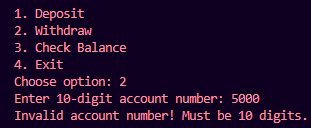 1. Deposit
2. Withdraw
3. Check Balance
4. Exit
Choose option: 2
Enter 10-digit account number: 5000
Invalid account number! Must be 10 digits.